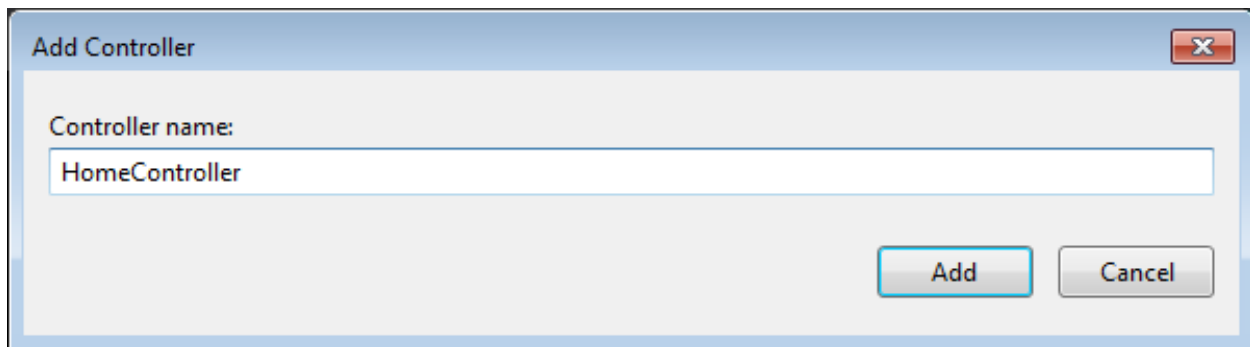 Add Controller
Controller name:
HomeController
Add
Cancel